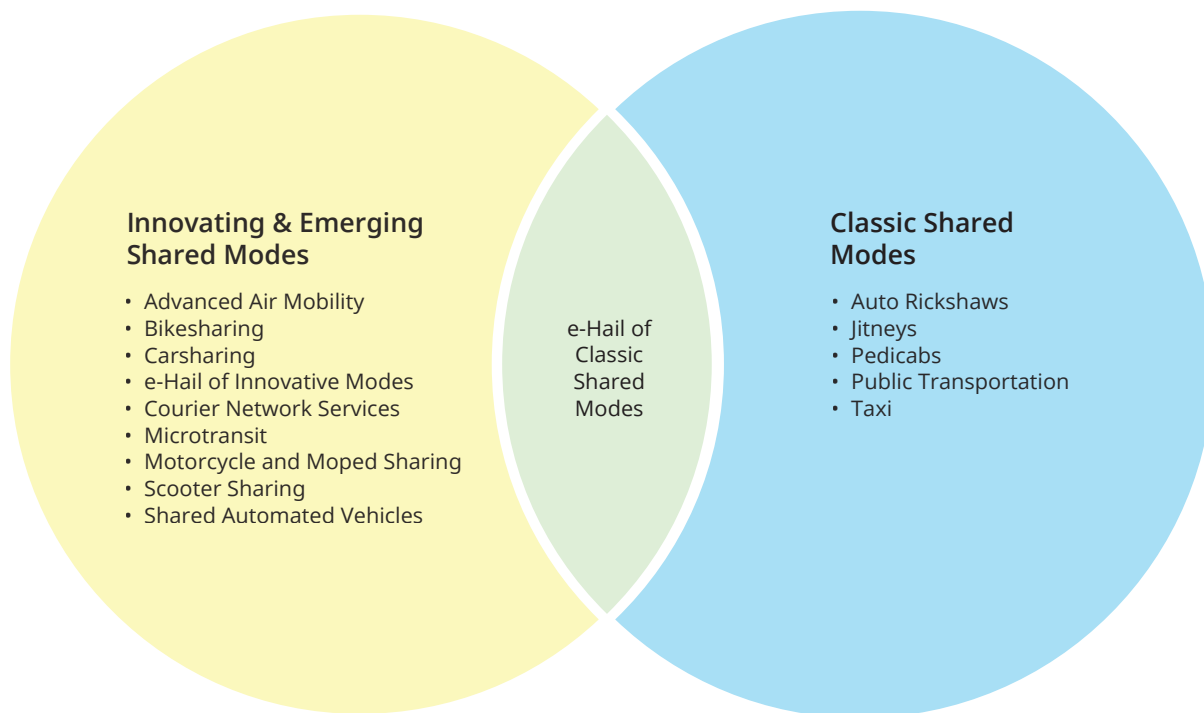 Innovating & Emerging
Shared Modes
• Advanced Air Mobility
• Bikesharing
• Carsharing
• e-Hail of Innovative Modes
• Courier Network Services
• Microtransit
• Motorcycle and Moped Sharing
• Scooter Sharing
• Shared Automated Vehicles
e-Hail of
Classic
Shared
Modes
Classic Shared
Modes
• Auto Rickshaws
• Jitneys
• Pedicabs
• Public Transportation
• Taxi